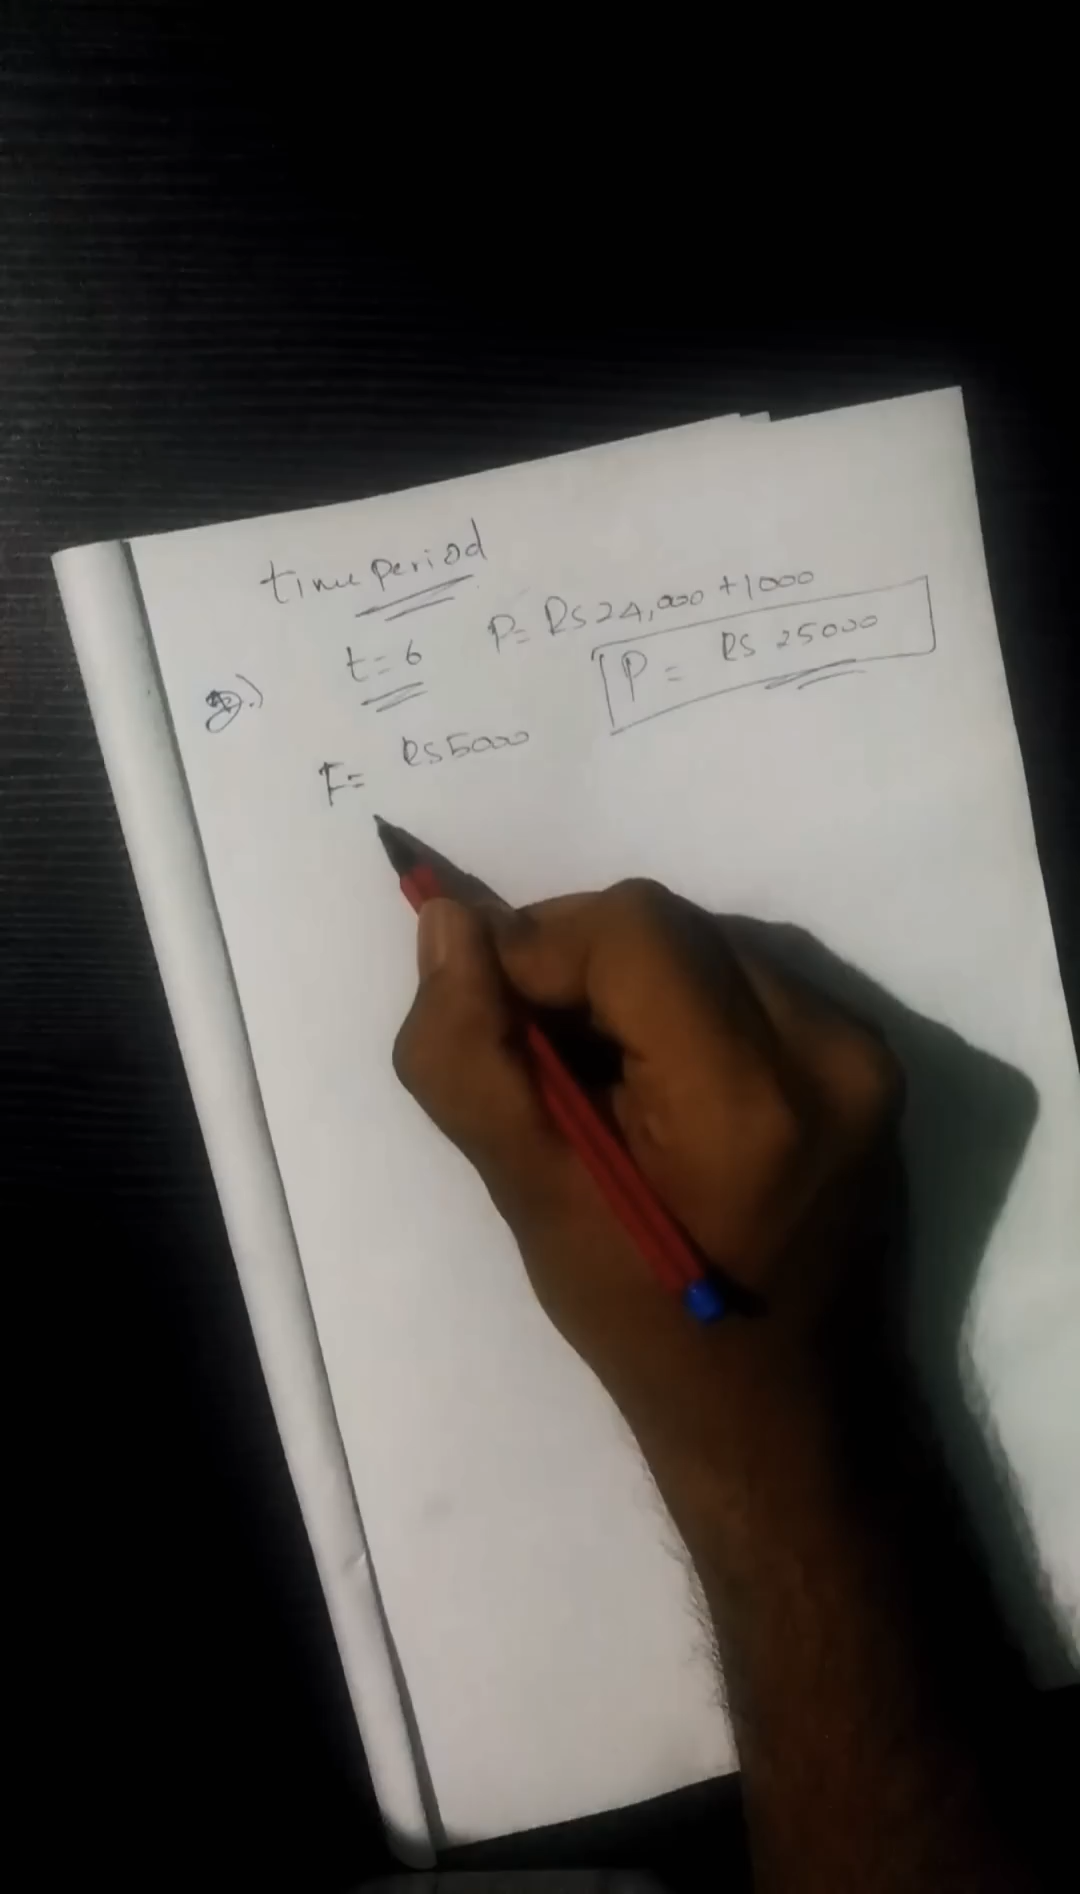 time period
t = 6 P = Rs 24,000 + 1000
P = Rs 25000
F = Rs 5000